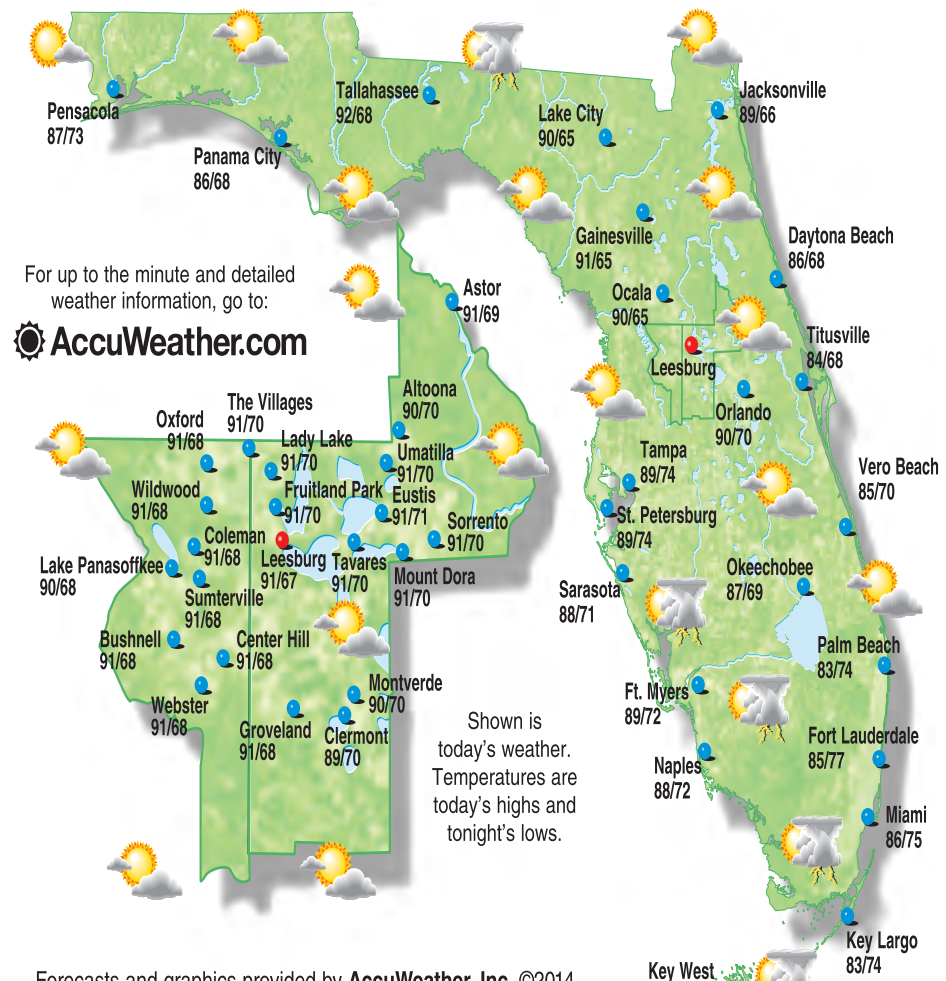 Pensacola
87/73
Panama City
86/68
Tallahassee
92/68
Lake City
90/65
Jacksonville
89/66
Gainesville
91/65
Daytona Beach
86/68
Ocala
90/65
Titusville
84/68
Leesburg
Orlando
90/70
Tampa
89/74
St. Petersburg
89/74
Vero Beach
85/70
Sarasota
88/71
Okeechobee
87/69
Palm Beach
83/74
Ft. Myers
89/72
Fort Lauderdale
85/77
Naples
88/72
Miami
86/75
Key Largo
83/74
Key West
For up to the minute and detailed
weather information, go to:
AccuWeather.com
Astor
91/69
Altoona
90/70
The Villages
91/70
Oxford
91/68
Lady Lake
91/70
Umatilla
91/70
Wildwood
91/68
Fruitland Park
91/70
Eustis
91/71
Sorrento
91/70
Coleman
91/68
Leesburg
91/67
Tavares
91/70
Mount Dora
91/70
Lake Panasoffkee
90/68
Sumterville
91/68
Bushnell
91/68
Center Hill
91/68
Webster
91/68
Montverde
90/70
Groveland
91/68
Clermont
89/70
Shown is
today's weather.
Temperatures are
today's highs and
tonight's lows.
Forecasts and graphics provided by AccuWeather, Inc. ©2014